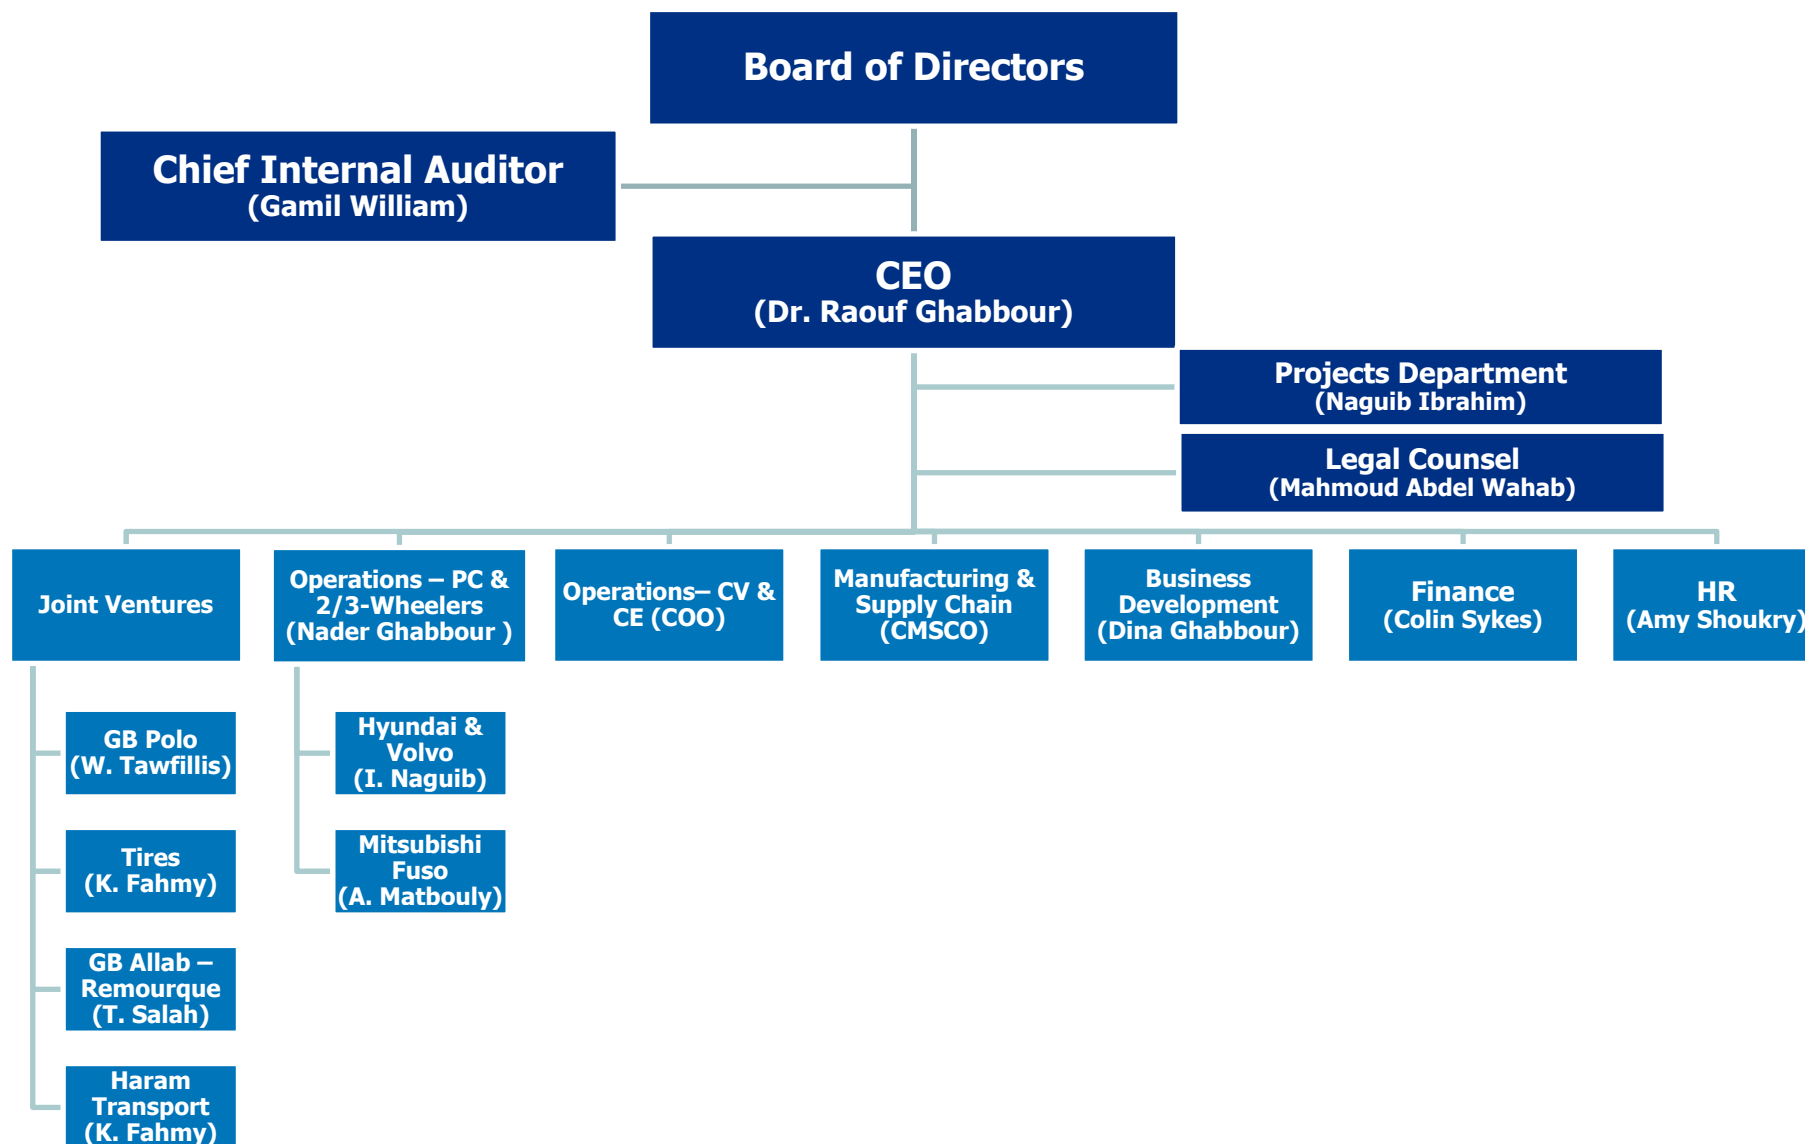 Board of Directors
Chief Internal Auditor
(Gamil William)
CEO
(Dr. Raouf Ghabbour)
Projects Department
(Naguib Ibrahim)
Legal Counsel
(Mahmoud Abdel Wahab)
Joint Ventures
Operations – PC &
2/3-Wheelers
(Nader Ghabbour )
Operations– CV &
CE (COO)
Manufacturing &
Supply Chain
(CMSCO)
Business
Development
(Dina Ghabbour)
Finance
(Colin Sykes)
HR
(Amy Shoukry)
GB Polo
(W. Tawfillis)
Tires
(K. Fahmy)
GB Allab –
Remourque
(T. Salah)
Haram
Transport
(K. Fahmy)
Hyundai &
Volvo
(I. Naguib)
Mitsubishi
Fuso
(A. Matbouly)